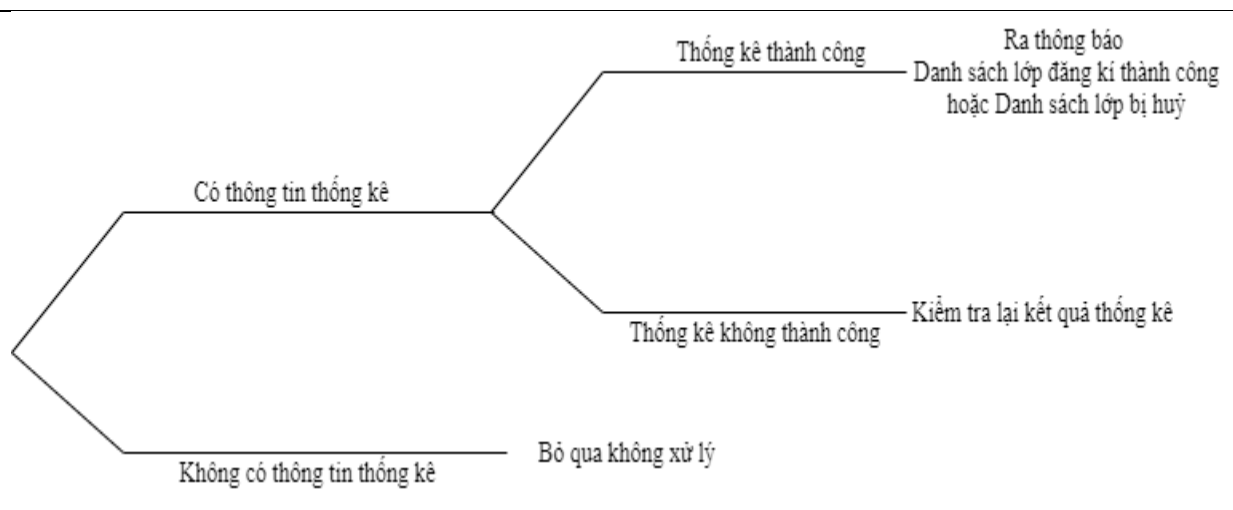 Thống kê thành công
Ra thông báo
Danh sách lớp đăng kí thành công
hoặc Danh sách lớp bị huỷ
Có thông tin thống kê
Thống kê không thành công
Kiểm tra lại kết quả thống kê
Không có thông tin thống kê
Bỏ qua không xử lý